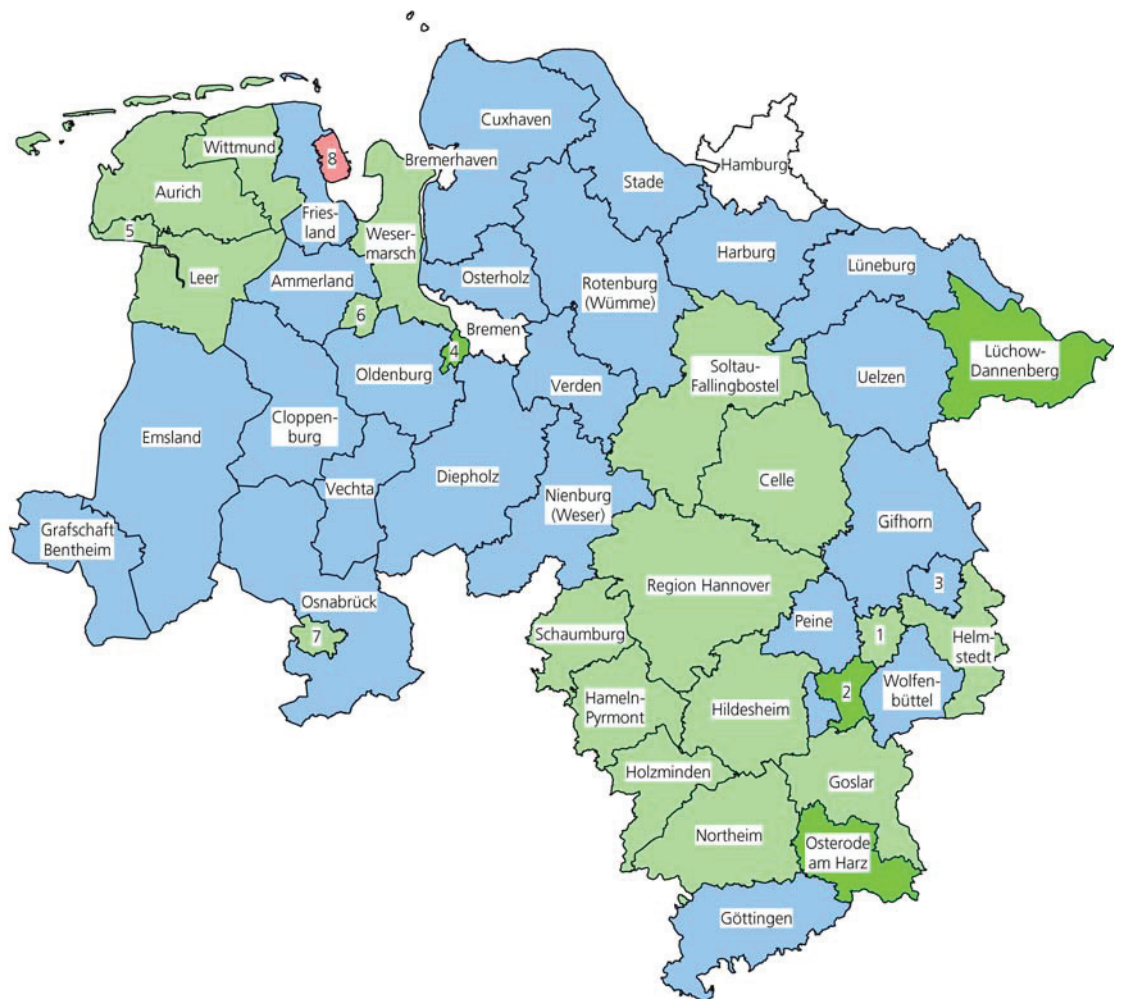 Cuxhaven
Wittmund
8
Bremerhaven
Hamburg
Stade
Aurich
Fries-
land
5
Weser-
marsch
Harburg
Lüneburg
Leer
Ammerland
Osterholz
Rotenburg
(Wümme)
6
Bremen
4
Lüchow-
Dannenberg
Oldenburg
Soltau-
Fallingbostel
Uelzen
Verden
Emsland
Cloppen-
burg
Diepholz
Celle
Vechta
Nienburg
(Weser)
Gifhorn
Grafschaft
Bentheim
Region Hannover
3
Osnabrück
Peine
7
Schaumburg
1
Helm-
stedt
Hameln-
Pyrmont
Hildesheim
2
Wolfen-
büttel
Holzminden
Goslar
Northeim
Osterode
am Harz
Göttingen